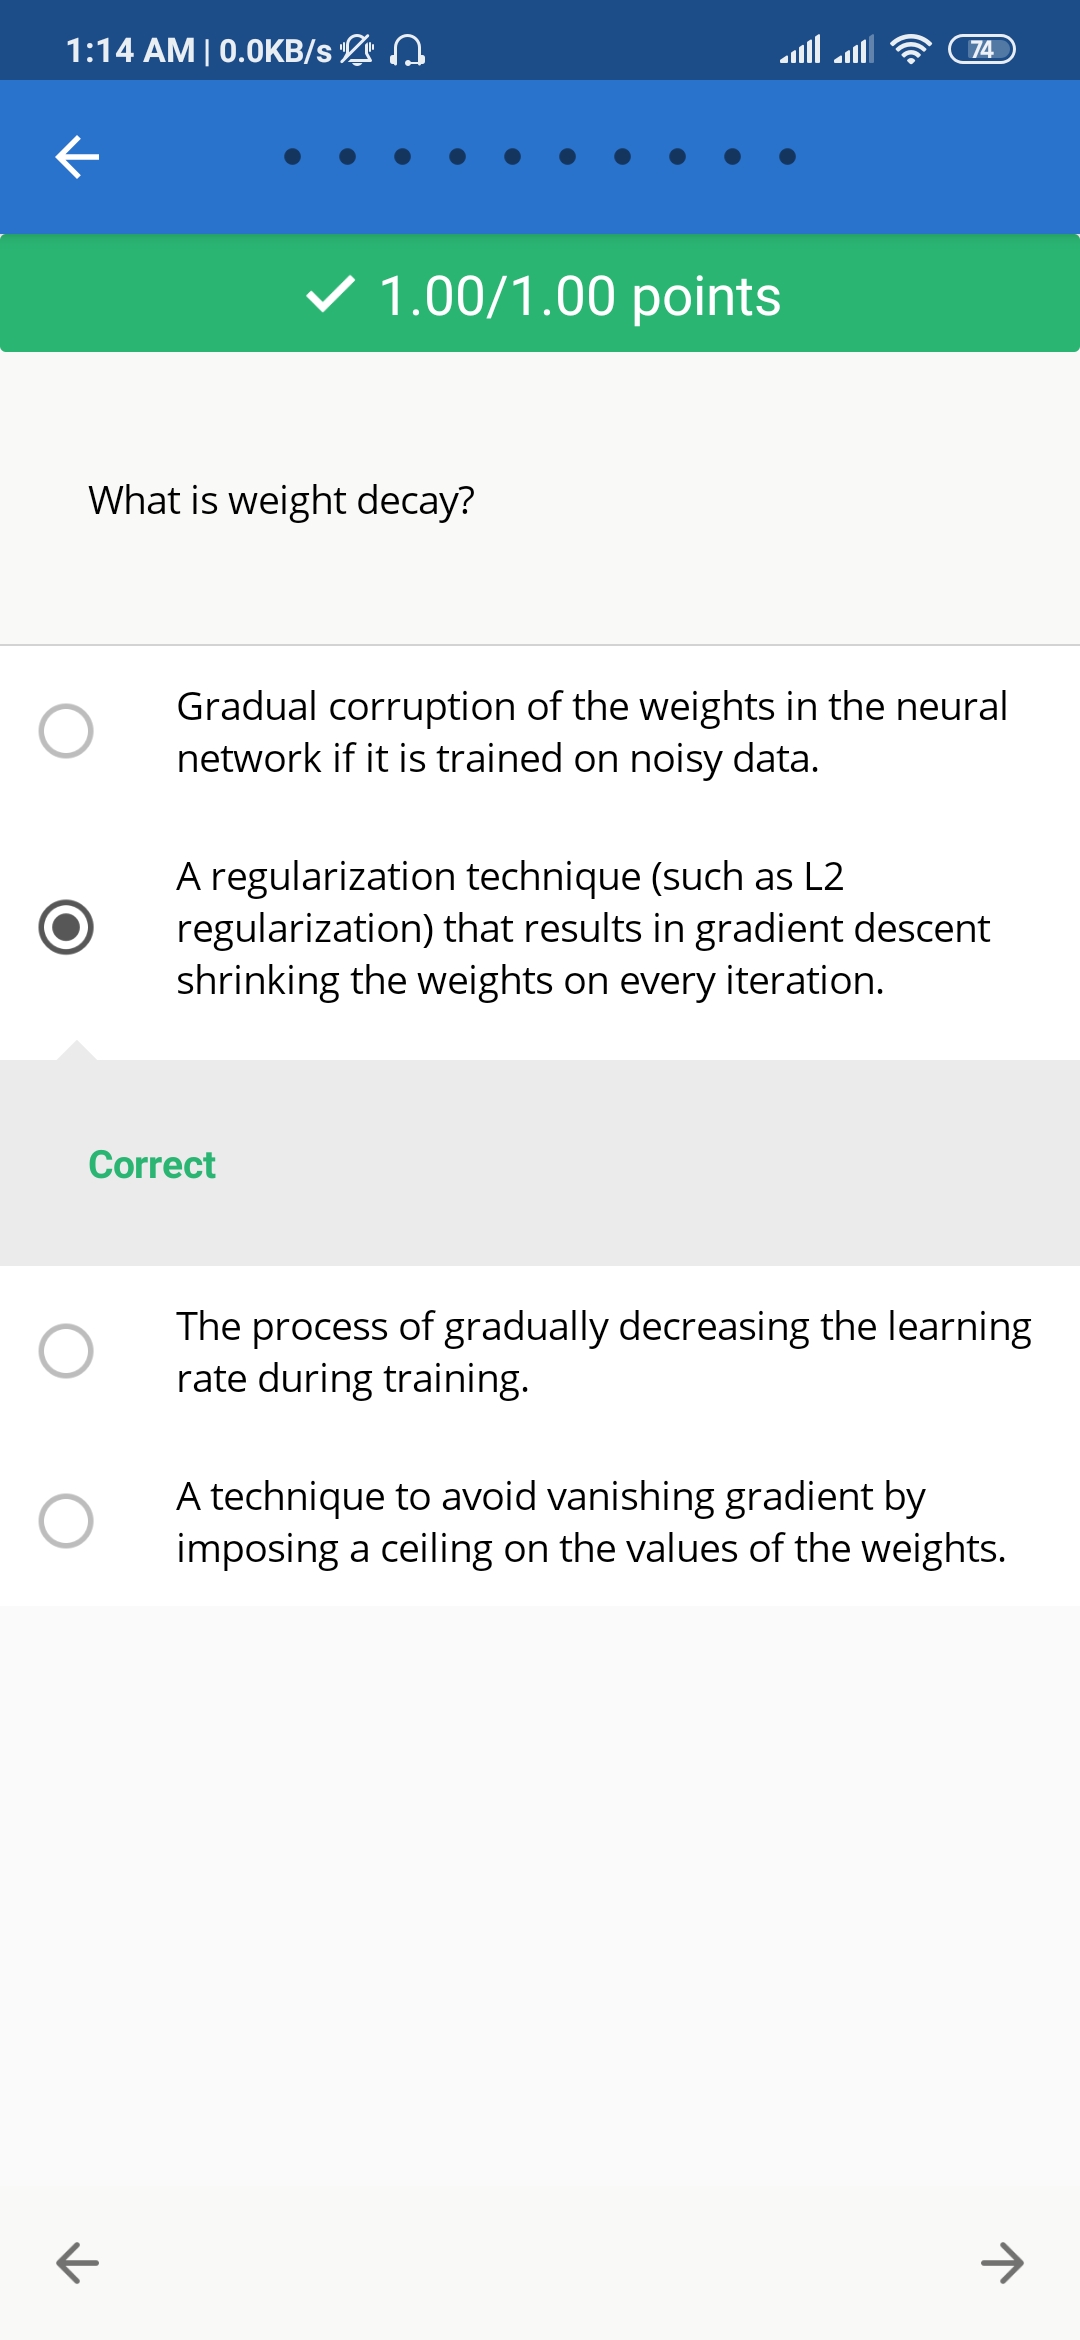 1:14 AM | 0.0KB/s 74
1.00/1.00 points
What is weight decay?
Gradual corruption of the weights in the neural
network if it is trained on noisy data.
A regularization technique (such as L2
regularization) that results in gradient descent
shrinking the weights on every iteration.
Correct
The process of gradually decreasing the learning
rate during training.
A technique to avoid vanishing gradient by
imposing a ceiling on the values of the weights.